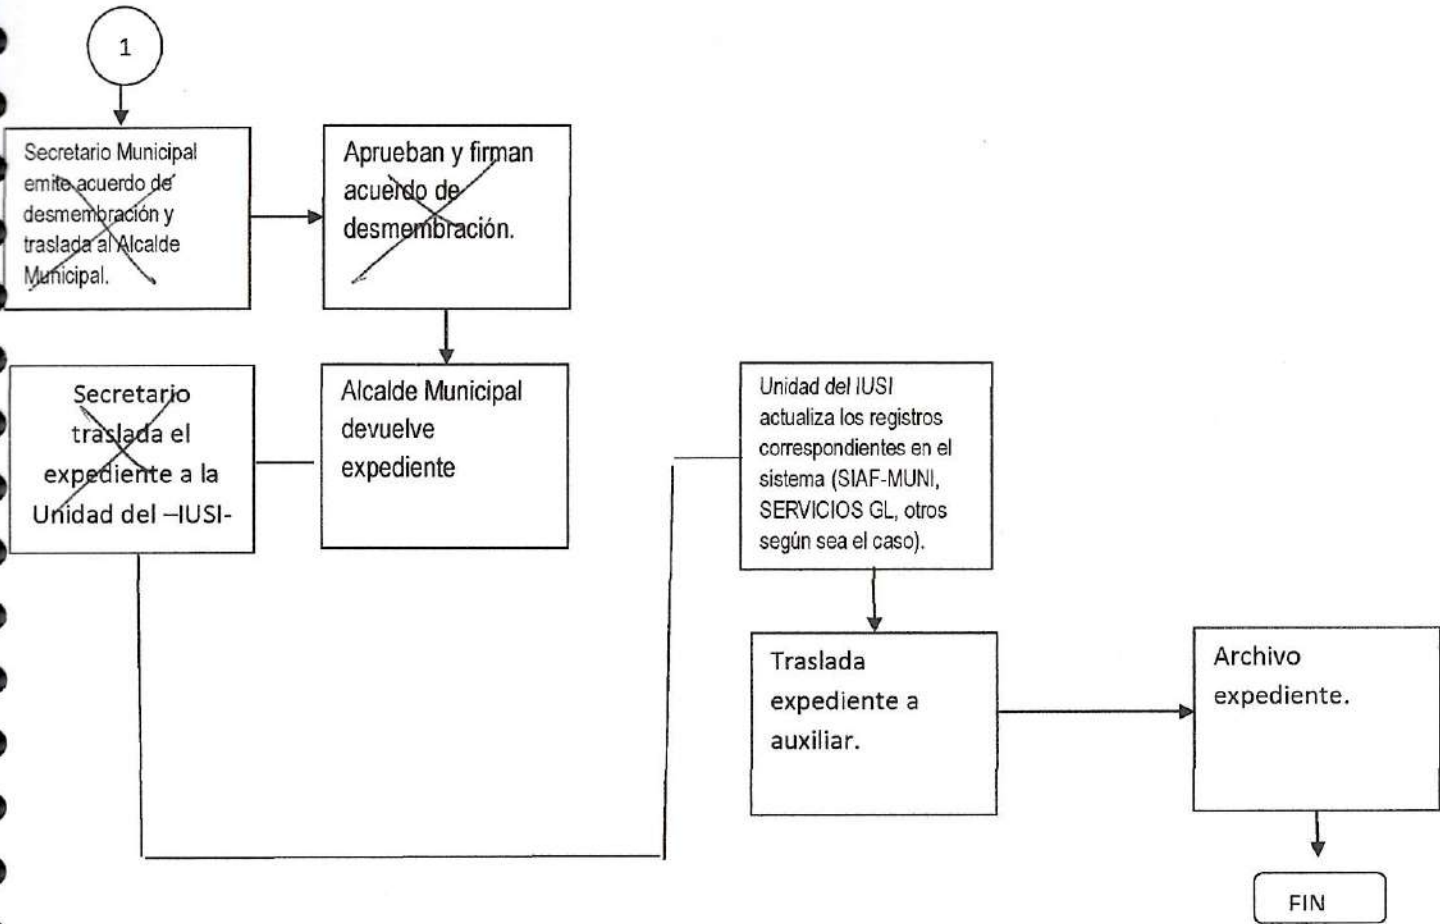 1
Secretario Municipal
emite acuerdo de
desmembración y
traslada al Alcalde
Municipal.
Aprueban y firman
acuerdo de
desmembración.
Secretario
traslada el
expediente a la
Unidad del –IUSI-
Alcalde Municipal
devuelve
expediente
Unidad del IUSI
actualiza los registros
correspondientes en el
sistema (SIAF-MUNI,
SERVICIOS GL, otros
según sea el caso).
Traslada
expediente a
auxiliar.
Archivo
expediente.
FIN